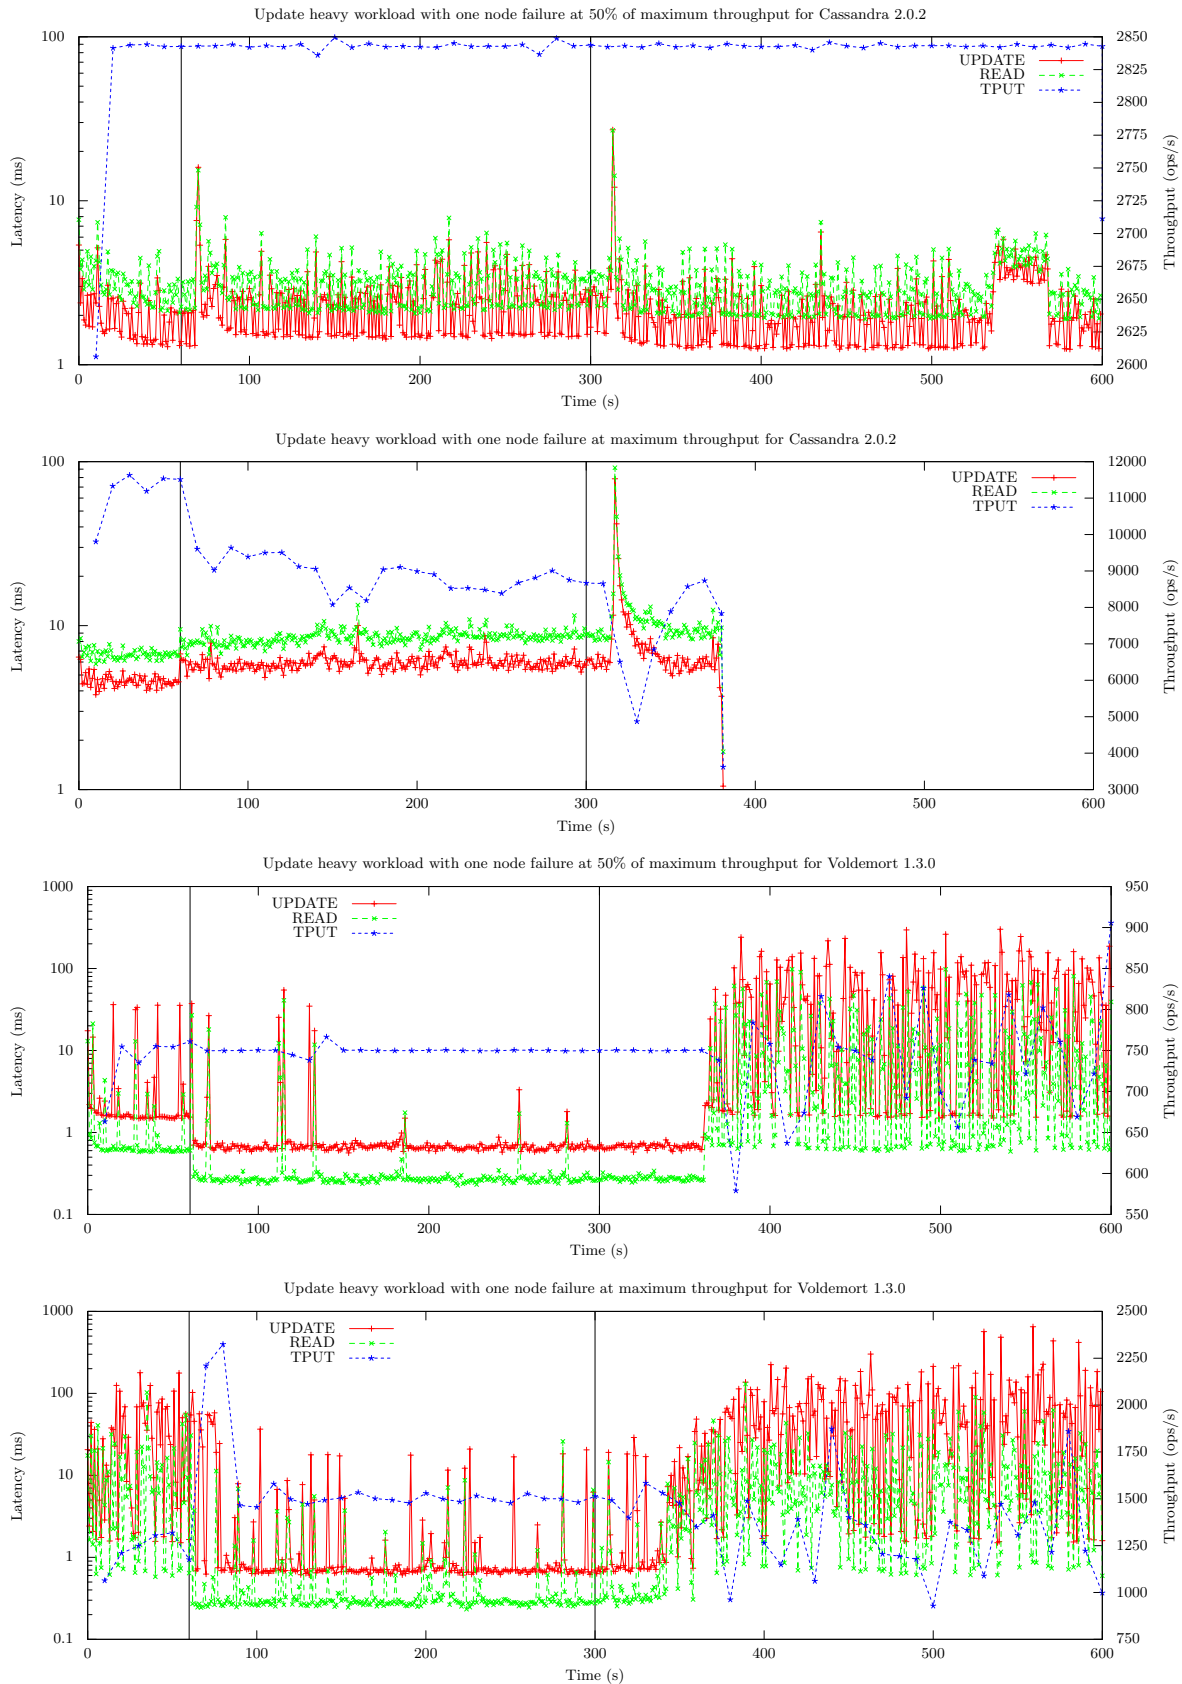 Update heavy workload with one node failure at 50% of maximum throughput for Cassandra 2.0.2
100
10
1
Latency (ms)
2850
2825
2800
2775
2750
2725
2700
2675
2650
2625
2600
Throughput (ops/s)
UPDATE
READ
TPUT
0 100 200 300 400 500 600
Time (s)
Update heavy workload with one node failure at maximum throughput for Cassandra 2.0.2
100
10
1
Latency (ms)
12000
11000
10000
9000
8000
7000
6000
5000
4000
3000
Throughput (ops/s)
UPDATE
READ
TPUT
0 100 200 300 400 500 600
Time (s)
Update heavy workload with one node failure at 50% of maximum throughput for Voldemort 1.3.0
1000
100
10
1
0.1
Latency (ms)
950
900
850
800
750
700
650
600
550
Throughput (ops/s)
UPDATE
READ
TPUT
0 100 200 300 400 500 600
Time (s)
Update heavy workload with one node failure at maximum throughput for Voldemort 1.3.0
1000
100
10
1
0.1
Latency (ms)
2500
2250
2000
1750
1500
1250
1000
750
Throughput (ops/s)
UPDATE
READ
TPUT
0 100 200 300 400 500 600
Time (s)